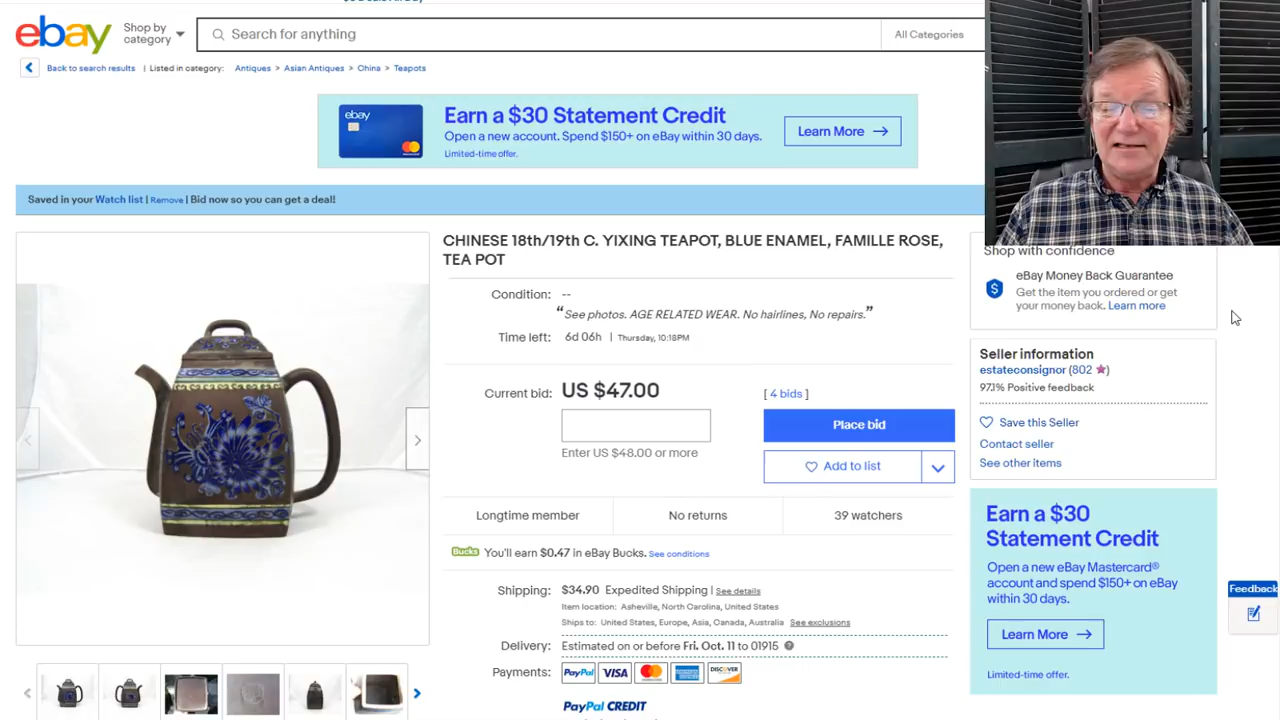 ebay
Shop by
category
Search for anything
All Categories
Back to search results | Listed in category: Antiques > Asian Antiques > China > Teapots
ebay
Earn a $30 Statement Credit
Open a new account. Spend $150+ on eBay within 30 days.
Limited-time offer.
Learn More
Saved in your Watch list | Remove | Bid now so you can get a deal!
CHINESE 18th/19th C. YIXING TEAPOT, BLUE ENAMEL, FAMILLE ROSE,
TEA POT
Condition: --
“See photos. AGE RELATED WEAR. No hairlines, No repairs.”
Time left: 6d 06h | Thursday, 10:18PM
Current bid: US $47.00 [ 4 bids ]
Place bid
Enter US $48.00 or more
Add to list
Longtime member No returns 39 watchers
Bucks You'll earn $0.47 in eBay Bucks. See conditions
Shipping: $34.90 Expedited Shipping | See details
Item location: Asheville, North Carolina, United States
Ships to: United States, Europe, Asia, Canada, Australia See exclusions
Delivery: Estimated on or before Fri. Oct. 11 to 01915
Payments: PayPal VISA MasterCard AMERICAN EXPRESS DISCOVER
PayPal CREDIT
Shop with confidence
eBay Money Back Guarantee
Get the item you ordered or get
your money back. Learn more
Seller information
estateconsignor (802 )
97.1% Positive feedback
Save this Seller
Contact seller
See other items
Earn a $30
Statement Credit
Open a new eBay Mastercard®
account and spend $150+ on eBay
within 30 days.
Learn More
Limited-time offer.
Feedback